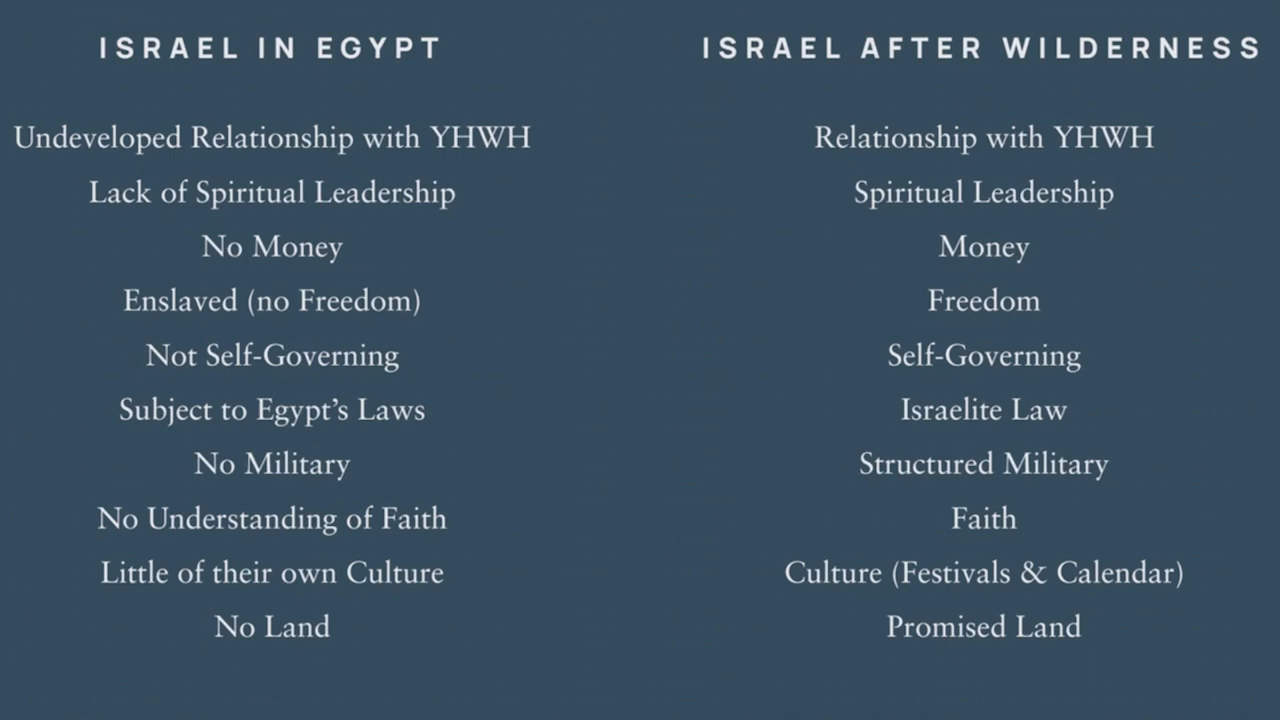 ISRAEL IN EGYPT
Undeveloped Relationship with YHWH
Lack of Spiritual Leadership
No Money
Enslaved (no Freedom)
Not Self-Governing
Subject to Egypt’s Laws
No Military
No Understanding of Faith
Little of their own Culture
No Land
ISRAEL AFTER WILDERNESS
Relationship with YHWH
Spiritual Leadership
Money
Freedom
Self-Governing
Israelite Law
Structured Military
Faith
Culture (Festivals & Calendar)
Promised Land